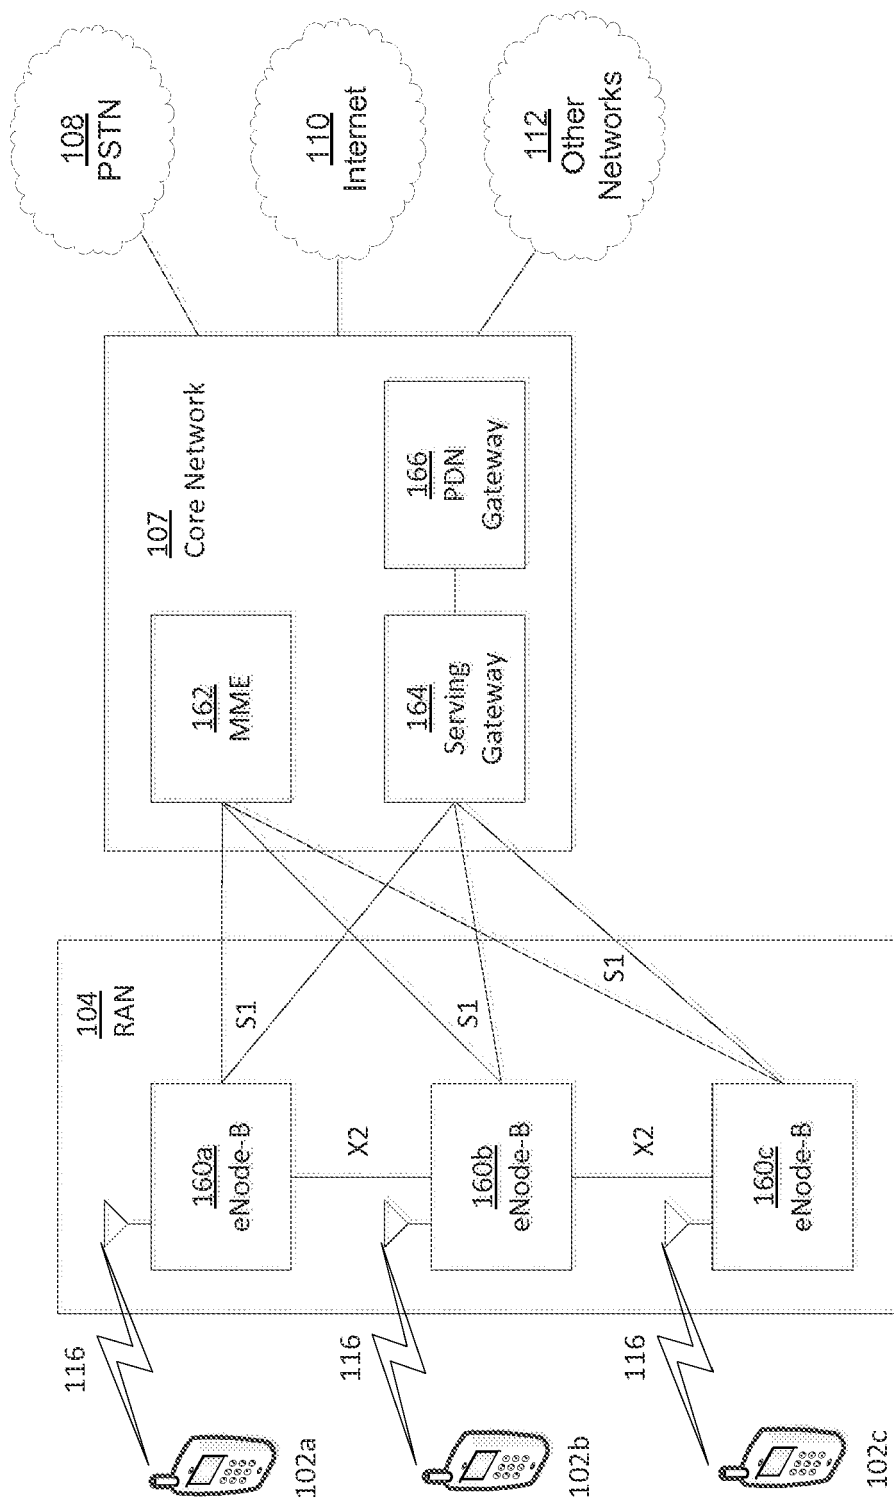 102a
102b
102c
116
116
116
104
RAN
160a
eNode-B
X2
160b
eNode-B
X2
160c
eNode-B
S1
S1
S1
107
Core Network
162
MME
164
Serving
Gateway
166
PDN
Gateway
108
PSTN
110
Internet
112
Other
Networks